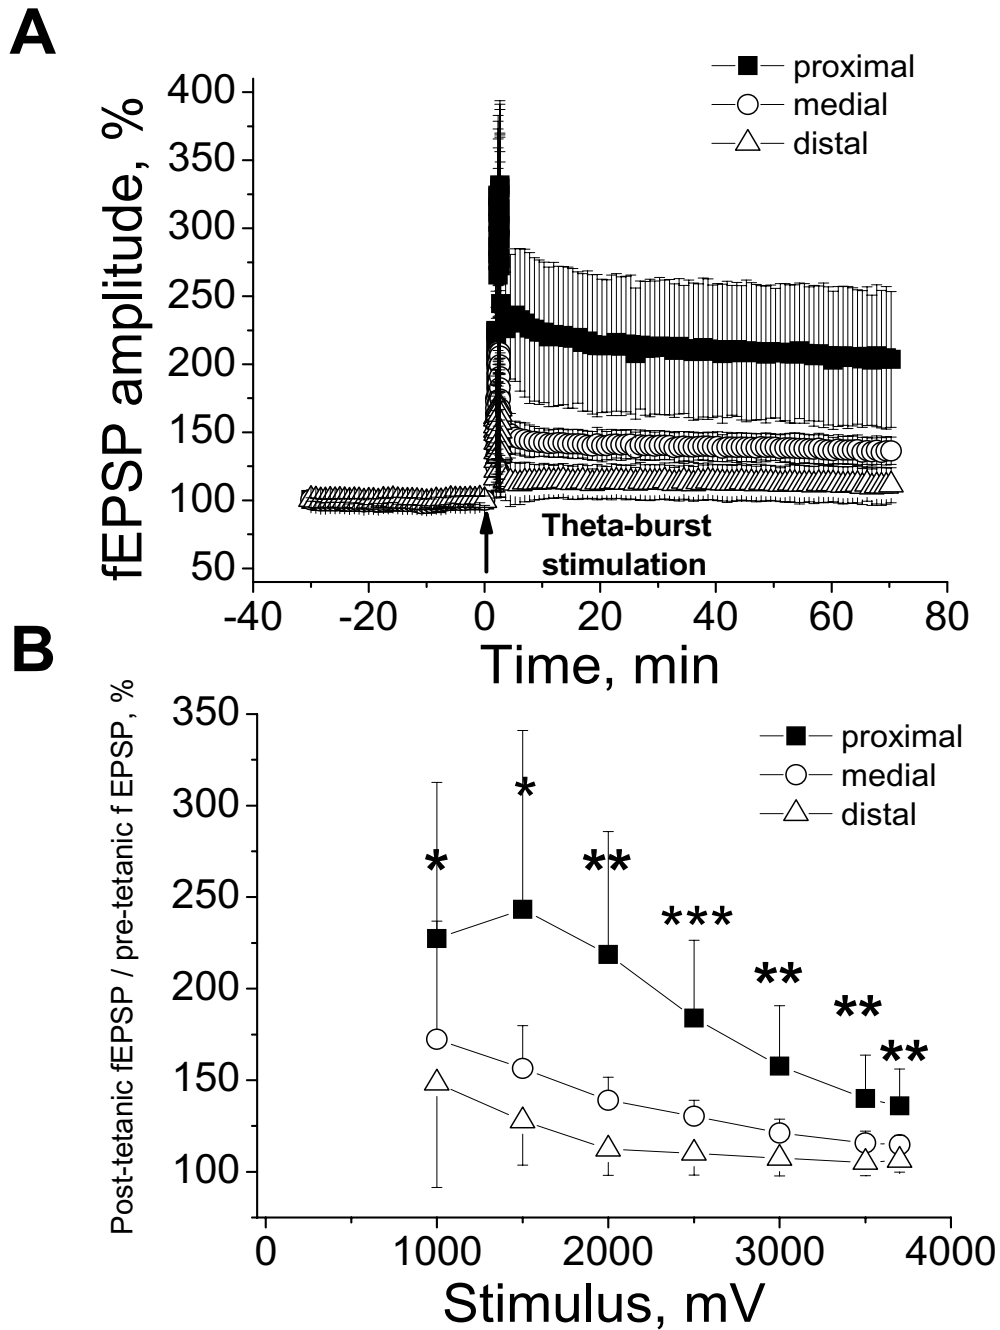 A
proximal
medial
distal
fEPSP amplitude, %
400
350
300
250
200
150
100
50
Theta-burst
stimulation
-40 -20 0 20 40 60 80
Time, min
B
Post-tetanic fEPSP / pre-tetanic f EPSP, %
350
300
250
200
150
100
proximal
medial
distal
*
*
**
***
**
**
**
0 1000 2000 3000 4000
Stimulus, mV